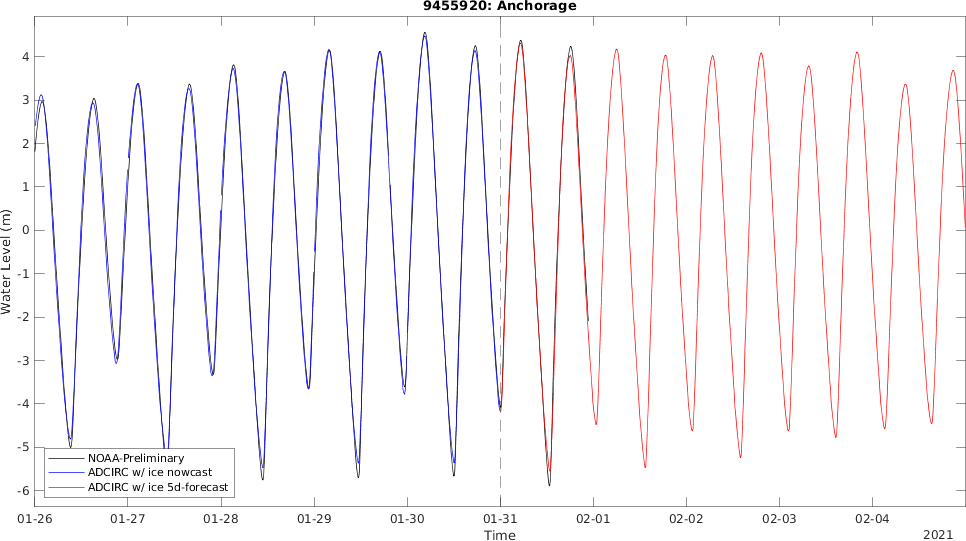 9455920: Anchorage
4
3
2
1
0
-1
-2
-3
-4
-5
-6
Water Level (m)
NOAA-Preliminary
ADCIRC w/ ice nowcast
ADCIRC w/ ice 5d-forecast
01-26 01-27 01-28 01-29 01-30 01-31 02-01 02-02 02-03 02-04
Time
2021